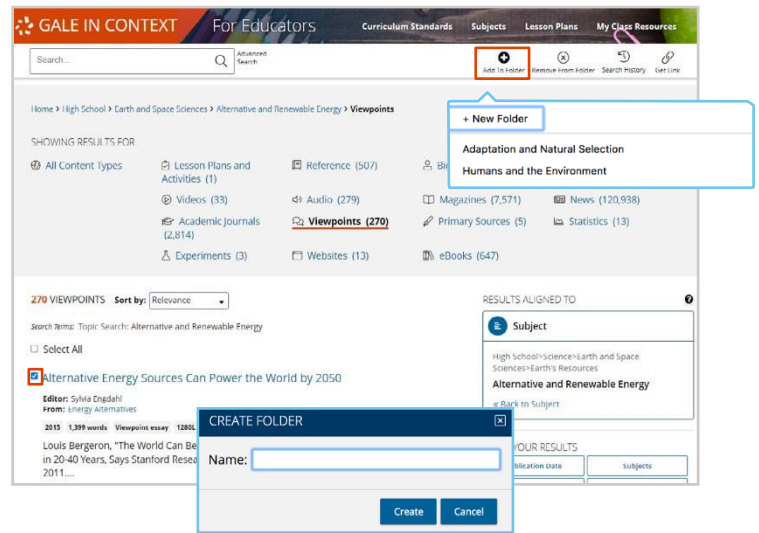 GALE IN CONTEXT For Educators
Curriculum Standards Subjects Lesson Plans My Class Resources
Search...
Advanced Search
Add To Folder Remove From Folder Search History Get Link
Home > High School > Earth and Space Sciences > Alternative and Renewable Energy > Viewpoints
+ New Folder
Adaptation and Natural Selection
Humans and the Environment
SHOWING RESULTS FOR
All Content Types
Lesson Plans and Activities (1)
Reference (507)
Videos (33)
Audio (279)
Magazines (7,571)
News (120,938)
Academic Journals (2,814)
Viewpoints (270)
Primary Sources (5)
Statistics (13)
Experiments (3)
Websites (13)
eBooks (647)
270 VIEWPOINTS Sort by: Relevance
Search Terms: Topic Search: Alternative and Renewable Energy
Select All
Alternative Energy Sources Can Power the World by 2050
Editor: Sylvia Engdahl
From: Energy Alternatives
2015 1,399 words Viewpoint essay 1280L
Louis Bergeron, "The World Can Be
in 20-40 Years, Says Stanford Resea
2011....
RESULTS ALIGNED TO
Subject
High School>Science>Earth and Space
Sciences>Earth's Resources
Alternative and Renewable Energy
« Back to Subject
YOUR RESULTS
Subjects
CREATE FOLDER
Name:
Create Cancel